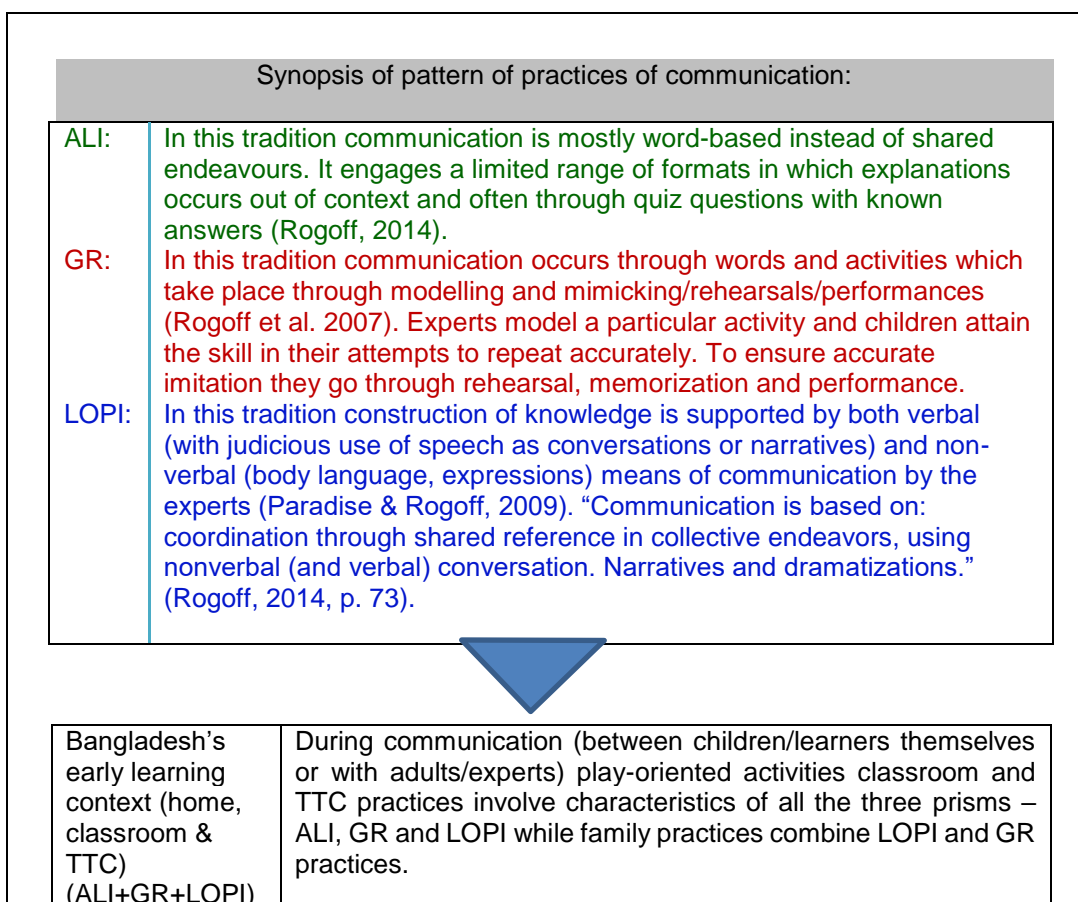 Synopsis of pattern of practices of communication:
ALI: In this tradition communication is mostly word-based instead of shared
endeavours. It engages a limited range of formats in which explanations
occurs out of context and often through quiz questions with known
answers (Rogoff, 2014).
GR: In this tradition communication occurs through words and activities which
take place through modelling and mimicking/rehearsals/performances
(Rogoff et al. 2007). Experts model a particular activity and children attain
the skill in their attempts to repeat accurately. To ensure accurate
imitation they go through rehearsal, memorization and performance.
LOPI: In this tradition construction of knowledge is supported by both verbal
(with judicious use of speech as conversations or narratives) and non-
verbal (body language, expressions) means of communication by the
experts (Paradise & Rogoff, 2009). “Communication is based on:
coordination through shared reference in collective endeavors, using
nonverbal (and verbal) conversation. Narratives and dramatizations.”
(Rogoff, 2014, p. 73).
Bangladesh’s
early learning
context (home,
classroom &
TTC)
(ALI+GR+LOPI)
During communication (between children/learners themselves
or with adults/experts) play-oriented activities classroom and
TTC practices involve characteristics of all the three prisms –
ALI, GR and LOPI while family practices combine LOPI and GR
practices.